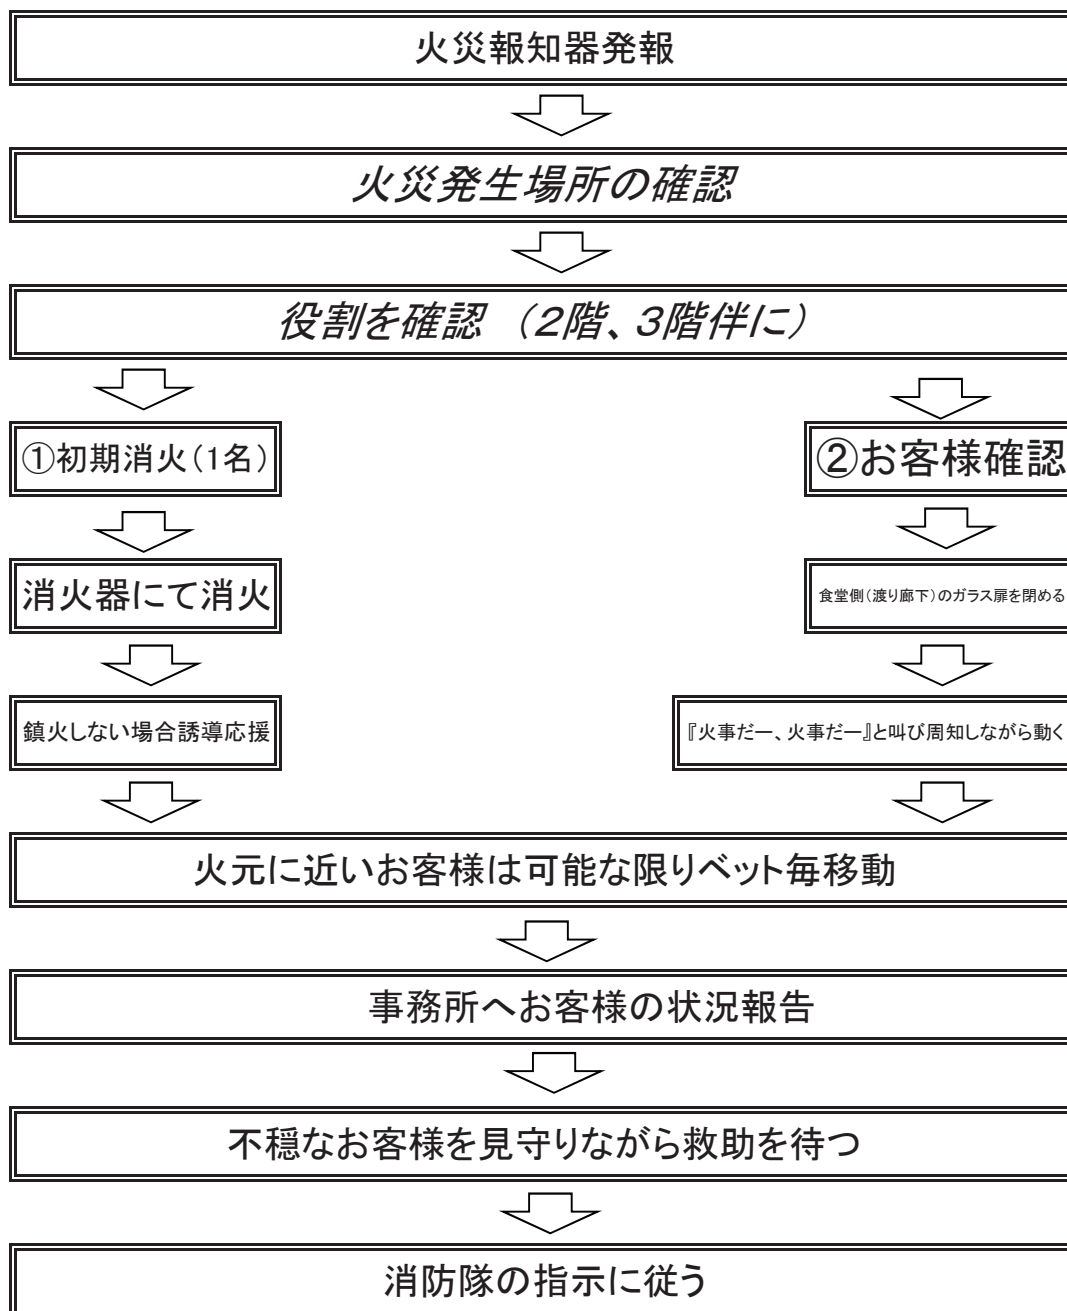 火災報知器発報
火災発生場所の確認
役割を確認 （2階、3階伴に）
①初期消火（1名）
②お客様確認
消火器にて消火
食堂側（渡り廊下）のガラス扉を閉める
鎮火しない場合誘導応援
『火事だー、火事だー』と叫び周知しながら動く
火元に近いお客様は可能な限りベット毎移動
事務所へお客様の状況報告
不穏なお客様を見守りながら救助を待つ
消防隊の指示に従う